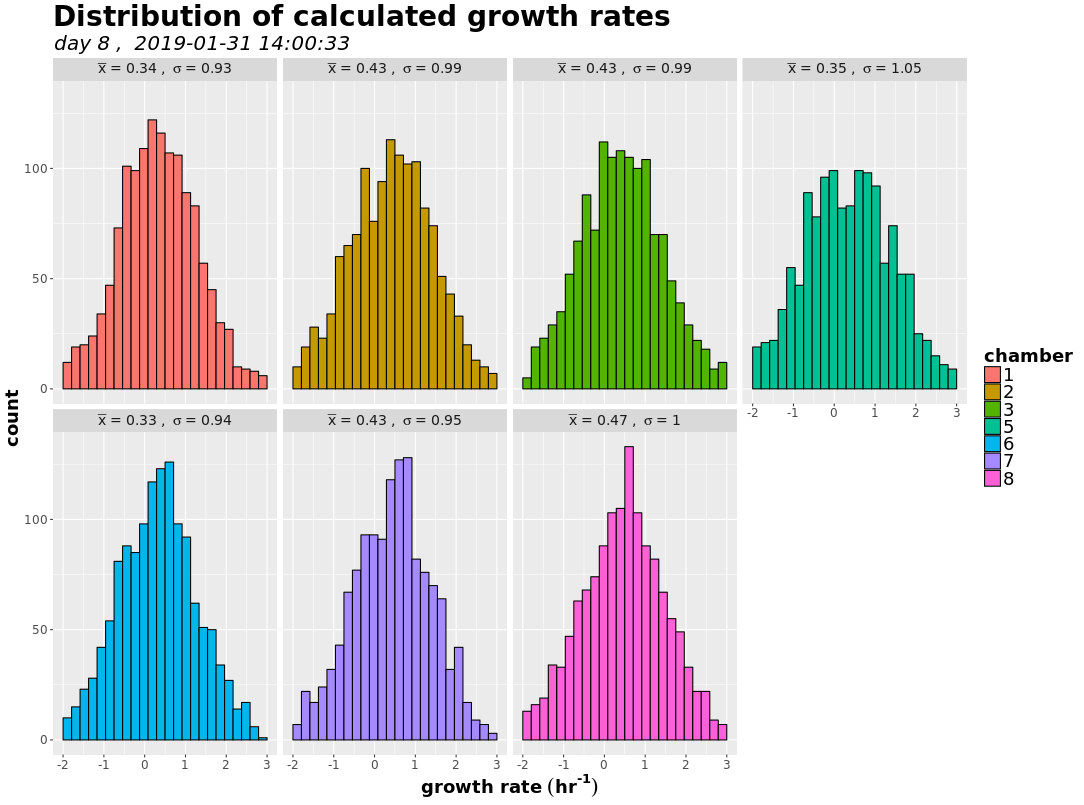 Distribution of calculated growth rates
day 8 ,  2019-01-31 14:00:33
x̅ = 0.34 ,  σ = 0.93
x̅ = 0.43 ,  σ = 0.99
x̅ = 0.43 ,  σ = 0.99
x̅ = 0.35 ,  σ = 1.05
100
50
0
-2 -1 0 1 2 3
x̅ = 0.33 ,  σ = 0.94
x̅ = 0.43 ,  σ = 0.95
x̅ = 0.47 ,  σ = 1
100
50
0
-2 -1 0 1 2 3
-2 -1 0 1 2 3
-2 -1 0 1 2 3
count
growth rate (hr⁻¹)
chamber
1
2
3
5
6
7
8